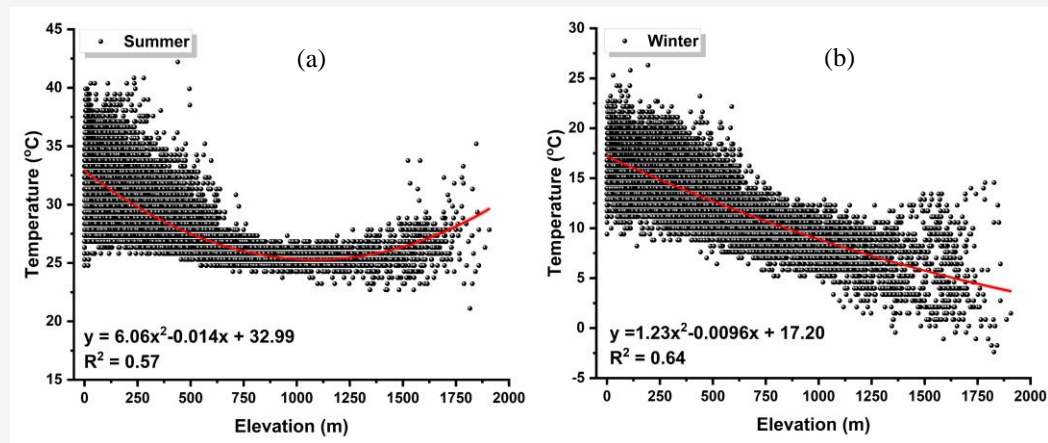 Summer
(a)
45
40
35
30
25
20
15
Temperature (°C)
y = 6.06x²-0.014x + 32.99
R² = 0.57
0 250 500 750 1000 1250 1500 1750 2000
Elevation (m)
Winter
(b)
30
25
20
15
10
5
0
-5
Temperature (°C)
y =1.23x²-0.0096x + 17.20
R² = 0.64
0 250 500 750 1000 1250 1500 1750 2000
Elevation (m)